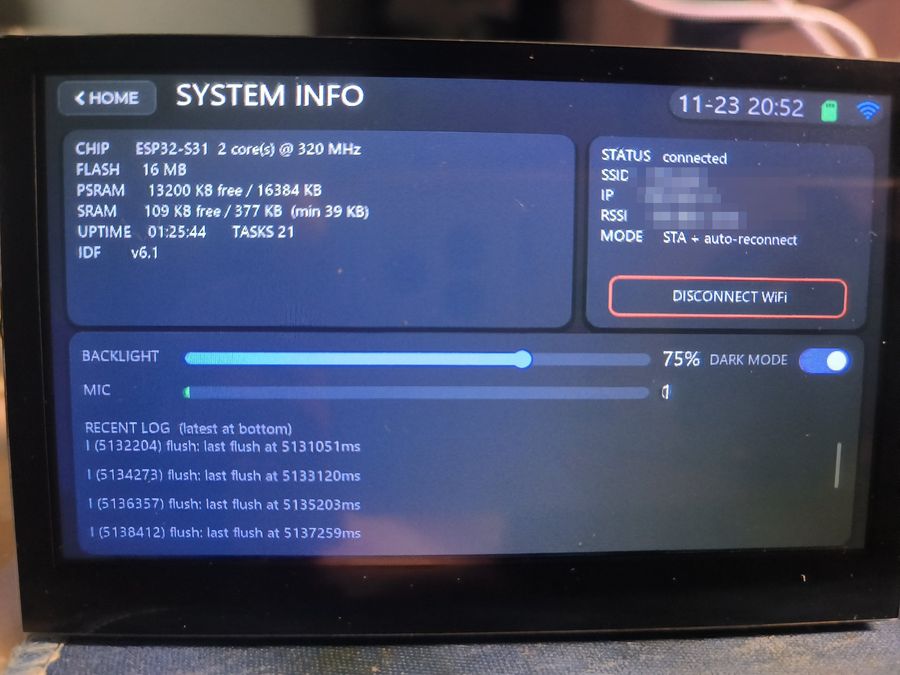 HOME
SYSTEM INFO
11-23 20:52
CHIP ESP32-S31 2 core(s) @ 320 MHz
FLASH 16 MB
PSRAM 13200 KB free / 16384 KB
SRAM 109 KB free / 377 KB (min 39 KB)
UPTIME 01:25:44 TASKS 21
IDF v6.1
STATUS connected
SSID
IP
RSSI
MODE STA + auto-reconnect
DISCONNECT WiFi
BACKLIGHT 75% DARK MODE
MIC
RECENT LOG (latest at bottom)
I (5132204) flush: last flush at 5131051ms
I (5134273) flush: last flush at 5133120ms
I (5136357) flush: last flush at 5135203ms
I (5138412) flush: last flush at 5137259ms